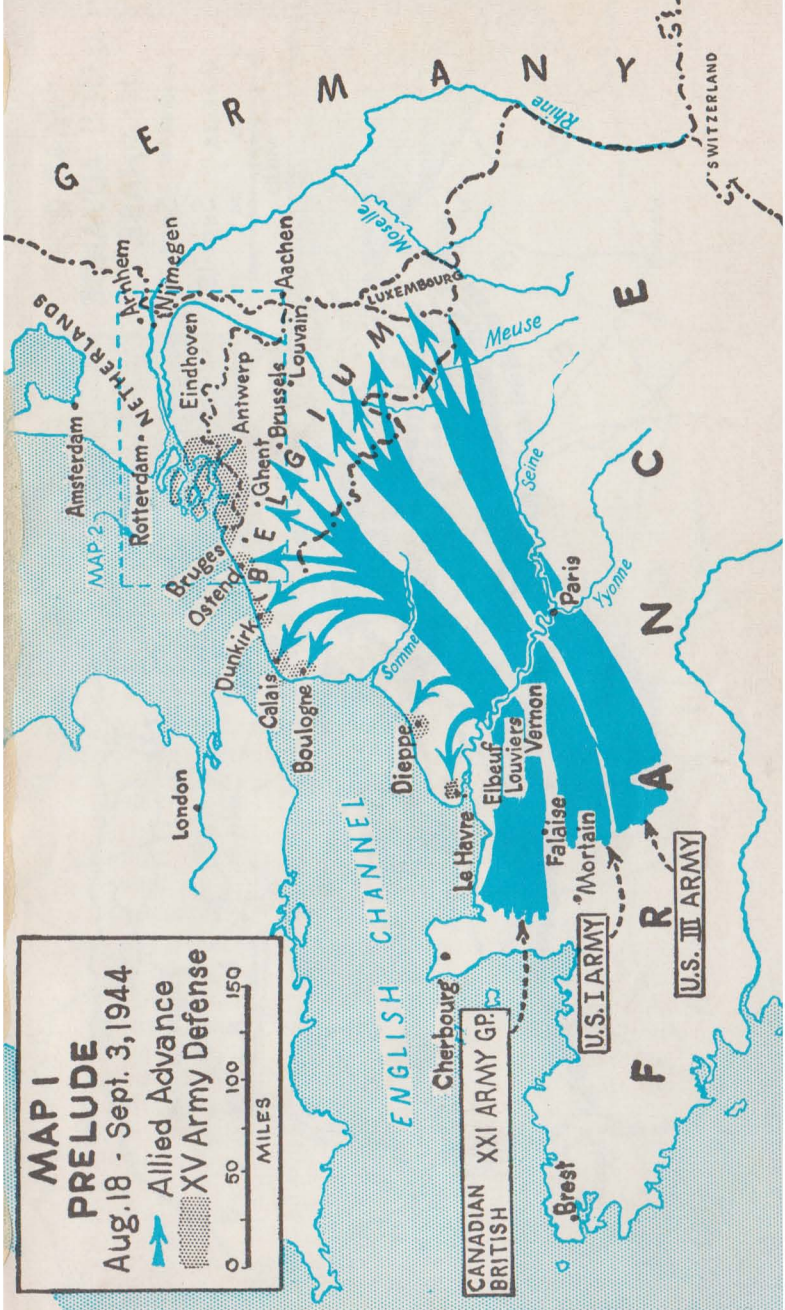 MAP I
PRELUDE
Aug.18 - Sept. 3, 1944
Allied Advance
XV Army Defense
0 50 100 150
MILES
London
ENGLISH CHANNEL
Cherbourg
CANADIAN XXI ARMY GP.
BRITISH
Brest
U.S. I ARMY
U.S. III ARMY
FRANCE
Le Havre
Elbeuf
Louviers
Vernon
Falaise
Mortain
Dieppe
Somme
Boulogne
Calais
Dunkirk
Ostend
Bruges
MAP 2
Amsterdam
Rotterdam
NETHERLANDS
Arnhem
Nijmegen
Eindhoven
Antwerp
Ghent
Brussels
Louvain
Aachen
BELGIUM
LUXEMBOURG
Moselle
Meuse
Seine
Paris
Yvonne
Rhine
GERMANY
SWITZERLAND